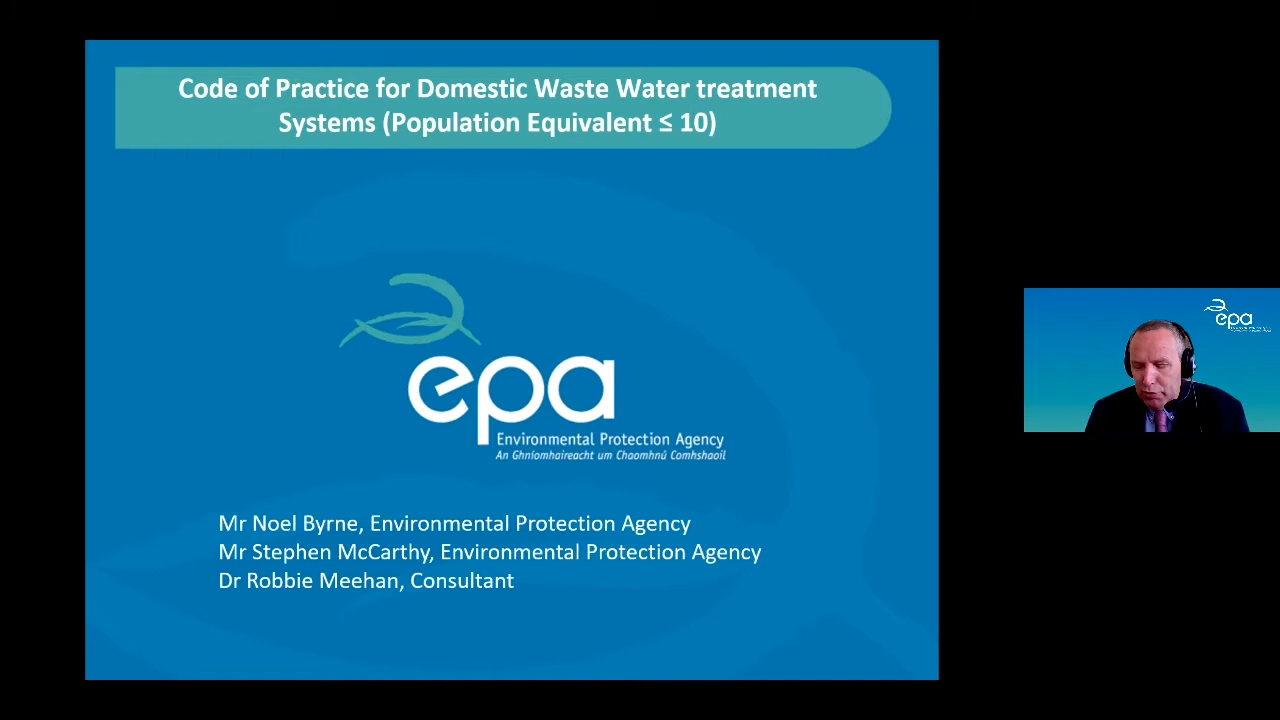 Code of Practice for Domestic Waste Water treatment
Systems (Population Equivalent ≤ 10)
epa
Environmental Protection Agency
An Ghníomhaireacht um Chaomhnú Comhshaoil
Mr Noel Byrne, Environmental Protection Agency
Mr Stephen McCarthy, Environmental Protection Agency
Dr Robbie Meehan, Consultant
epa